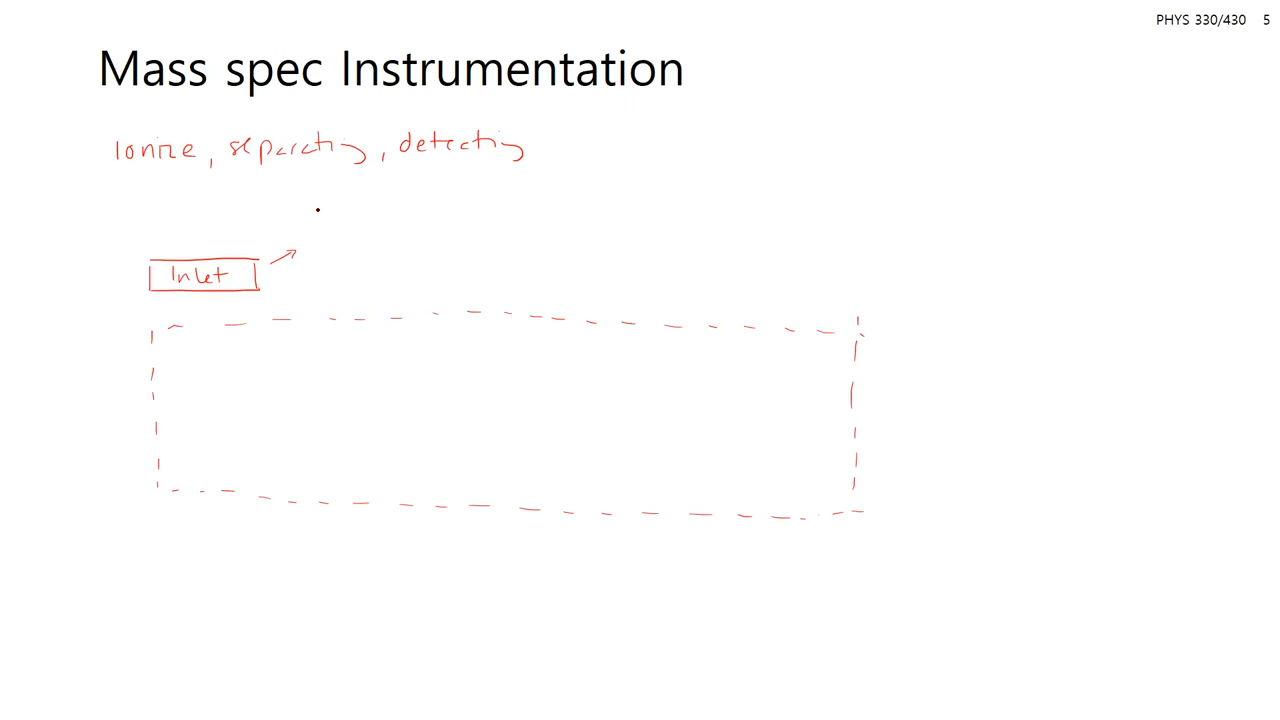 PHYS 330/430 5
Mass spec Instrumentation
Ionize, separating, detecting
Inlet